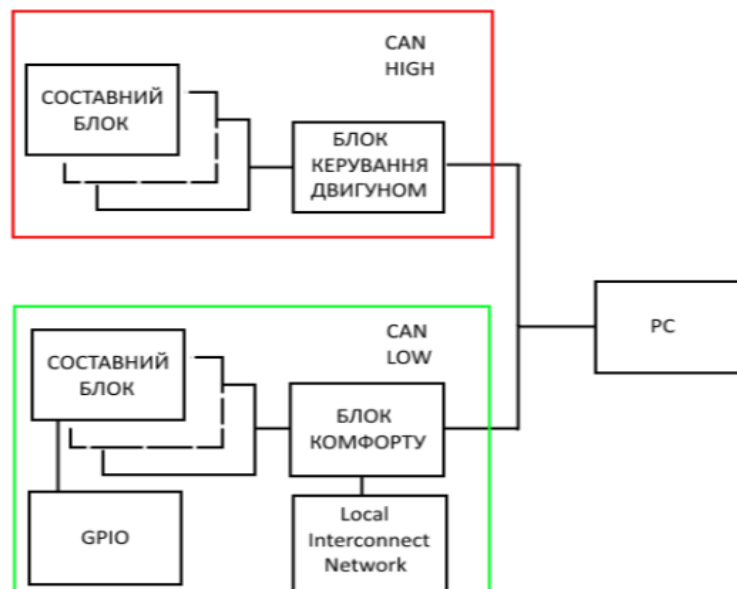 CAN
HIGH
СОСТАВНИЙ
БЛОК
БЛОК
КЕРУВАННЯ
ДВИГУНОМ
PC
CAN
LOW
СОСТАВНИЙ
БЛОК
БЛОК
КОМФОРТУ
GPIO
Local
Interconnect
Network